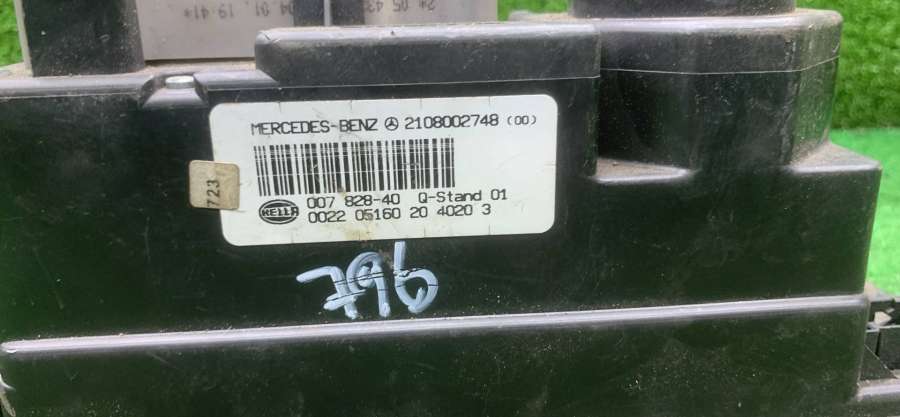 MERCEDES-BENZ 2108002748 (00)
723
HELLA
007 828-40 Q-Stand 01
0022 05160 20 4020 3
796